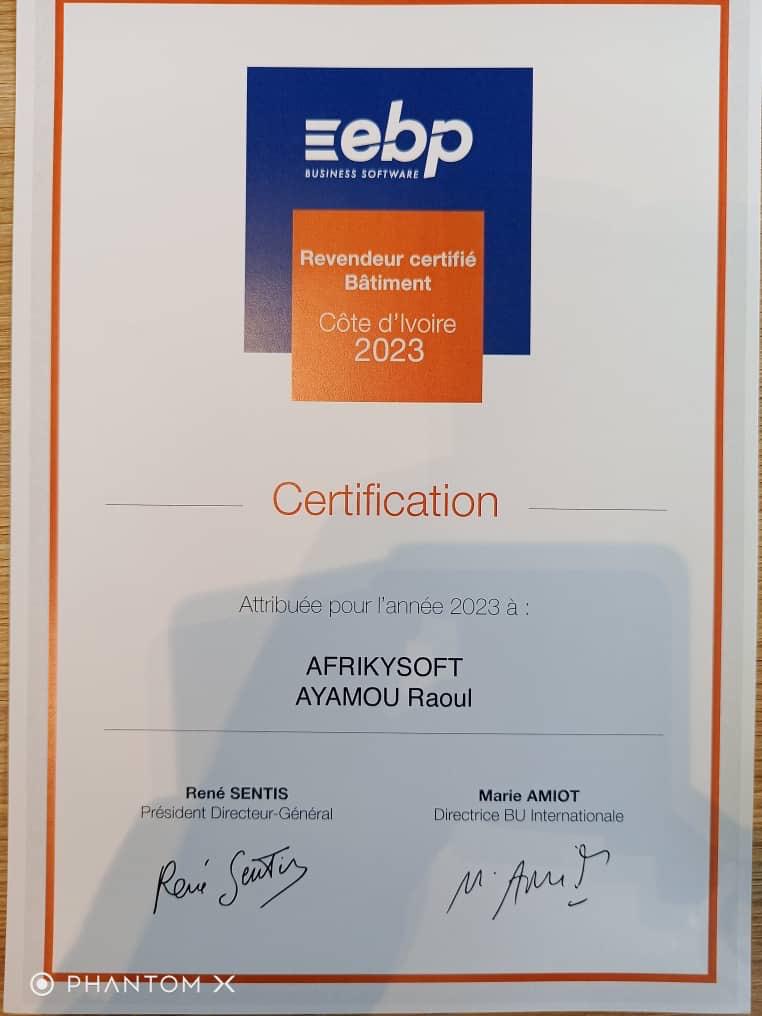 ebp
BUSINESS SOFTWARE
Revendeur certifié
Bâtiment
Côte d'Ivoire
2023
Certification
Attribuée pour l'année 2023 à :
AFRIKYSOFT
AYAMOU Raoul
René SENTIS
Président Directeur-Général
Marie AMIOT
Directrice BU Internationale
René Sentis
M. Amiot
PHANTOM X